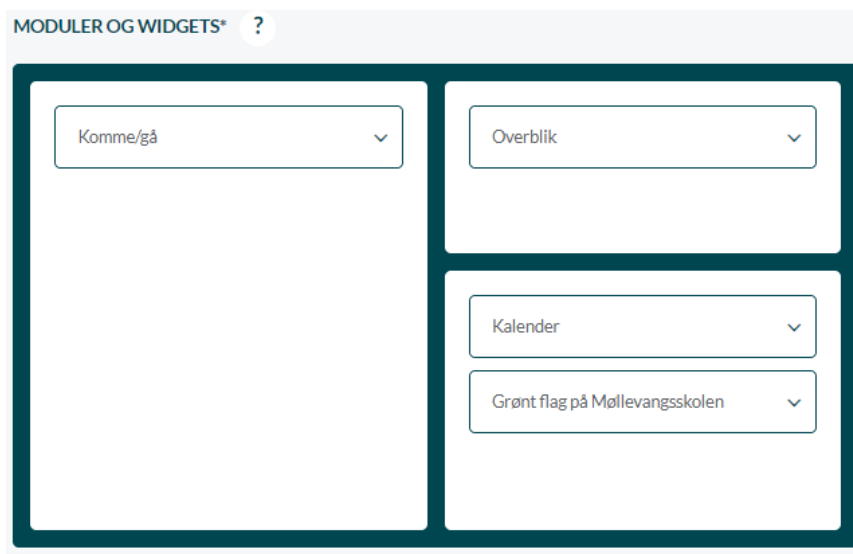 MODULER OG WIDGETS* ?
Komme/gå
Overblik
Kalender
Grønt flag på Møllevangsskolen